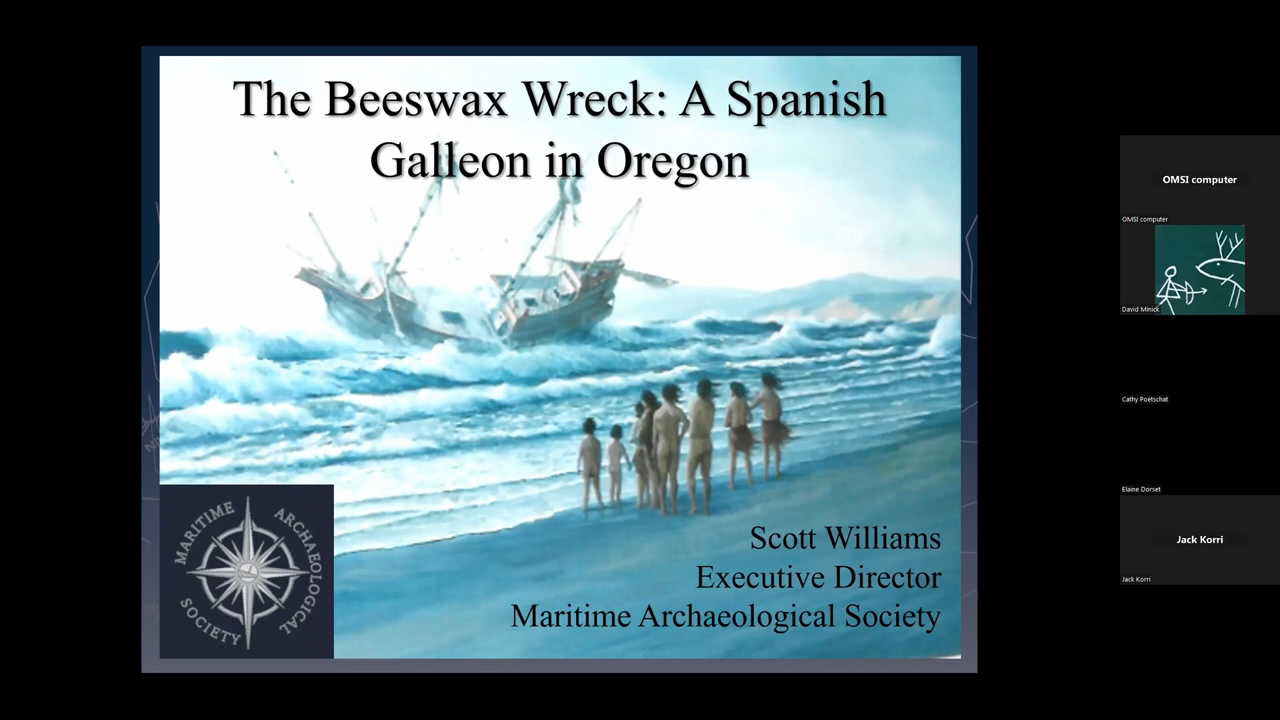 The Beeswax Wreck: A Spanish
Galleon in Oregon
MARITIME ARCHAEOLOGICAL SOCIETY
Scott Williams
Executive Director
Maritime Archaeological Society
OMSI computer
OMSI computer
David Minick
Cathy Poetschat
Elaine Dorset
Jack Korri
Jack Korri